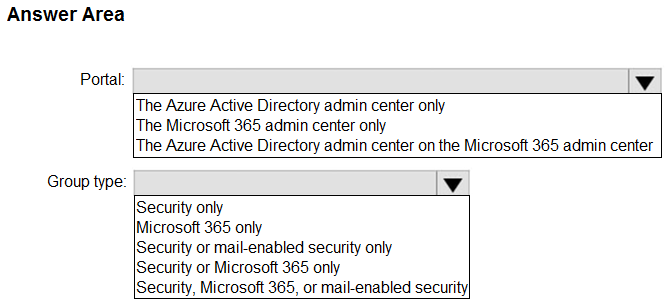 Answer Area
Portal:
The Azure Active Directory admin center only
The Microsoft 365 admin center only
The Azure Active Directory admin center on the Microsoft 365 admin center
Group type:
Security only
Microsoft 365 only
Security or mail-enabled security only
Security or Microsoft 365 only
Security, Microsoft 365, or mail-enabled security